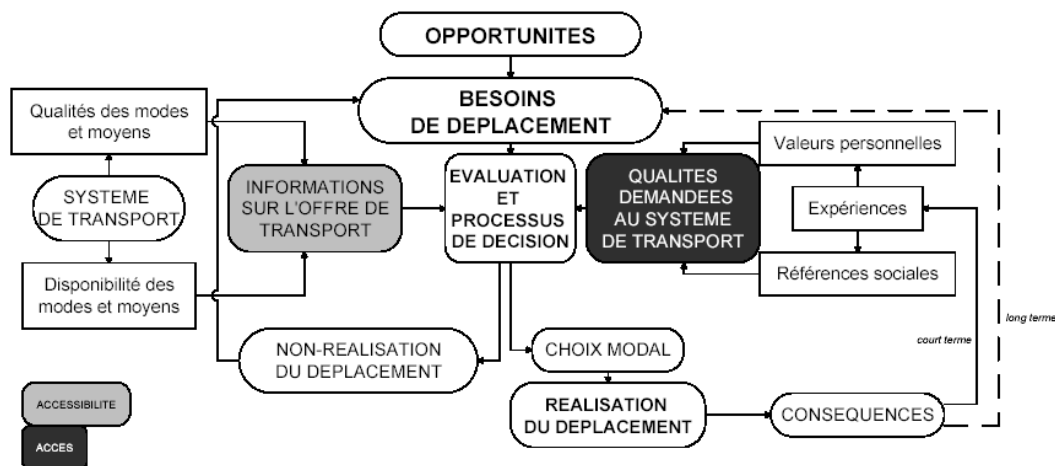 OPPORTUNITES
BESOINS
DE DEPLACEMENT
Qualités des modes
et moyens
SYSTEME
DE TRANSPORT
Disponibilité des
modes et moyens
INFORMATIONS
SUR L'OFFRE DE
TRANSPORT
EVALUATION
ET
PROCESSUS
DE DECISION
QUALITES
DEMANDEES
AU SYSTEME
DE TRANSPORT
Valeurs personnelles
Expériences
Références sociales
long terme
court terme
NON-REALISATION
DU DEPLACEMENT
CHOIX MODAL
REALISATION
DU DEPLACEMENT
CONSEQUENCES
ACCESSIBILITE
ACCES